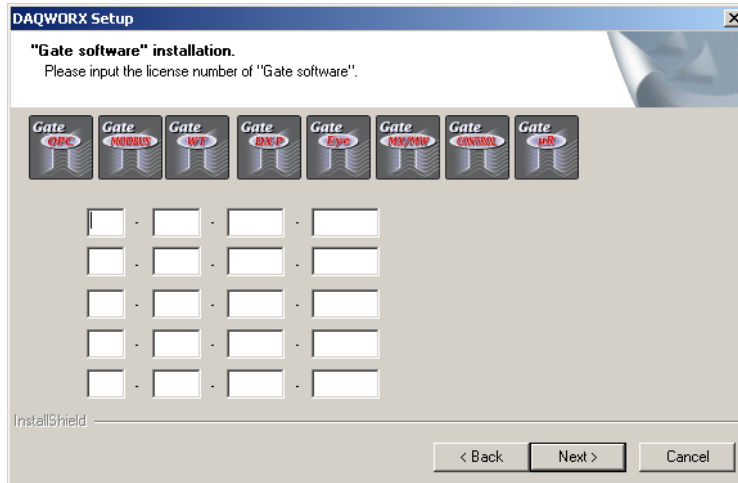 DAQWORX Setup
"Gate software" installation.
Please input the license number of "Gate software".
Gate Gate Gate Gate Gate Gate Gate Gate
OPC MODBUS WT DX-P Eye MX/MW CONTROL µR
- - -
- - -
- - -
- - -
- - -
InstallShield
< Back Next > Cancel